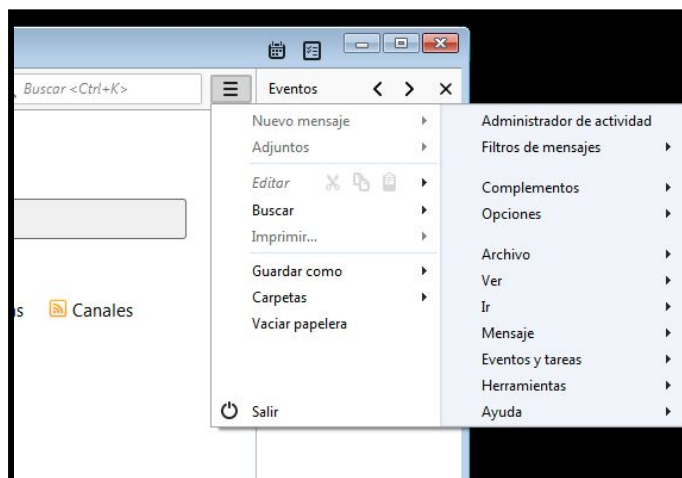 Buscar <Ctrl+K>
Eventos
Nuevo mensaje
Adjuntos
Editar
Buscar
Imprimir...
Guardar como
Carpetas
Vaciar papelera
Salir
Administrador de actividad
Filtros de mensajes
Complementos
Opciones
Archivo
Ver
Ir
Mensaje
Eventos y tareas
Herramientas
Ayuda
Canales